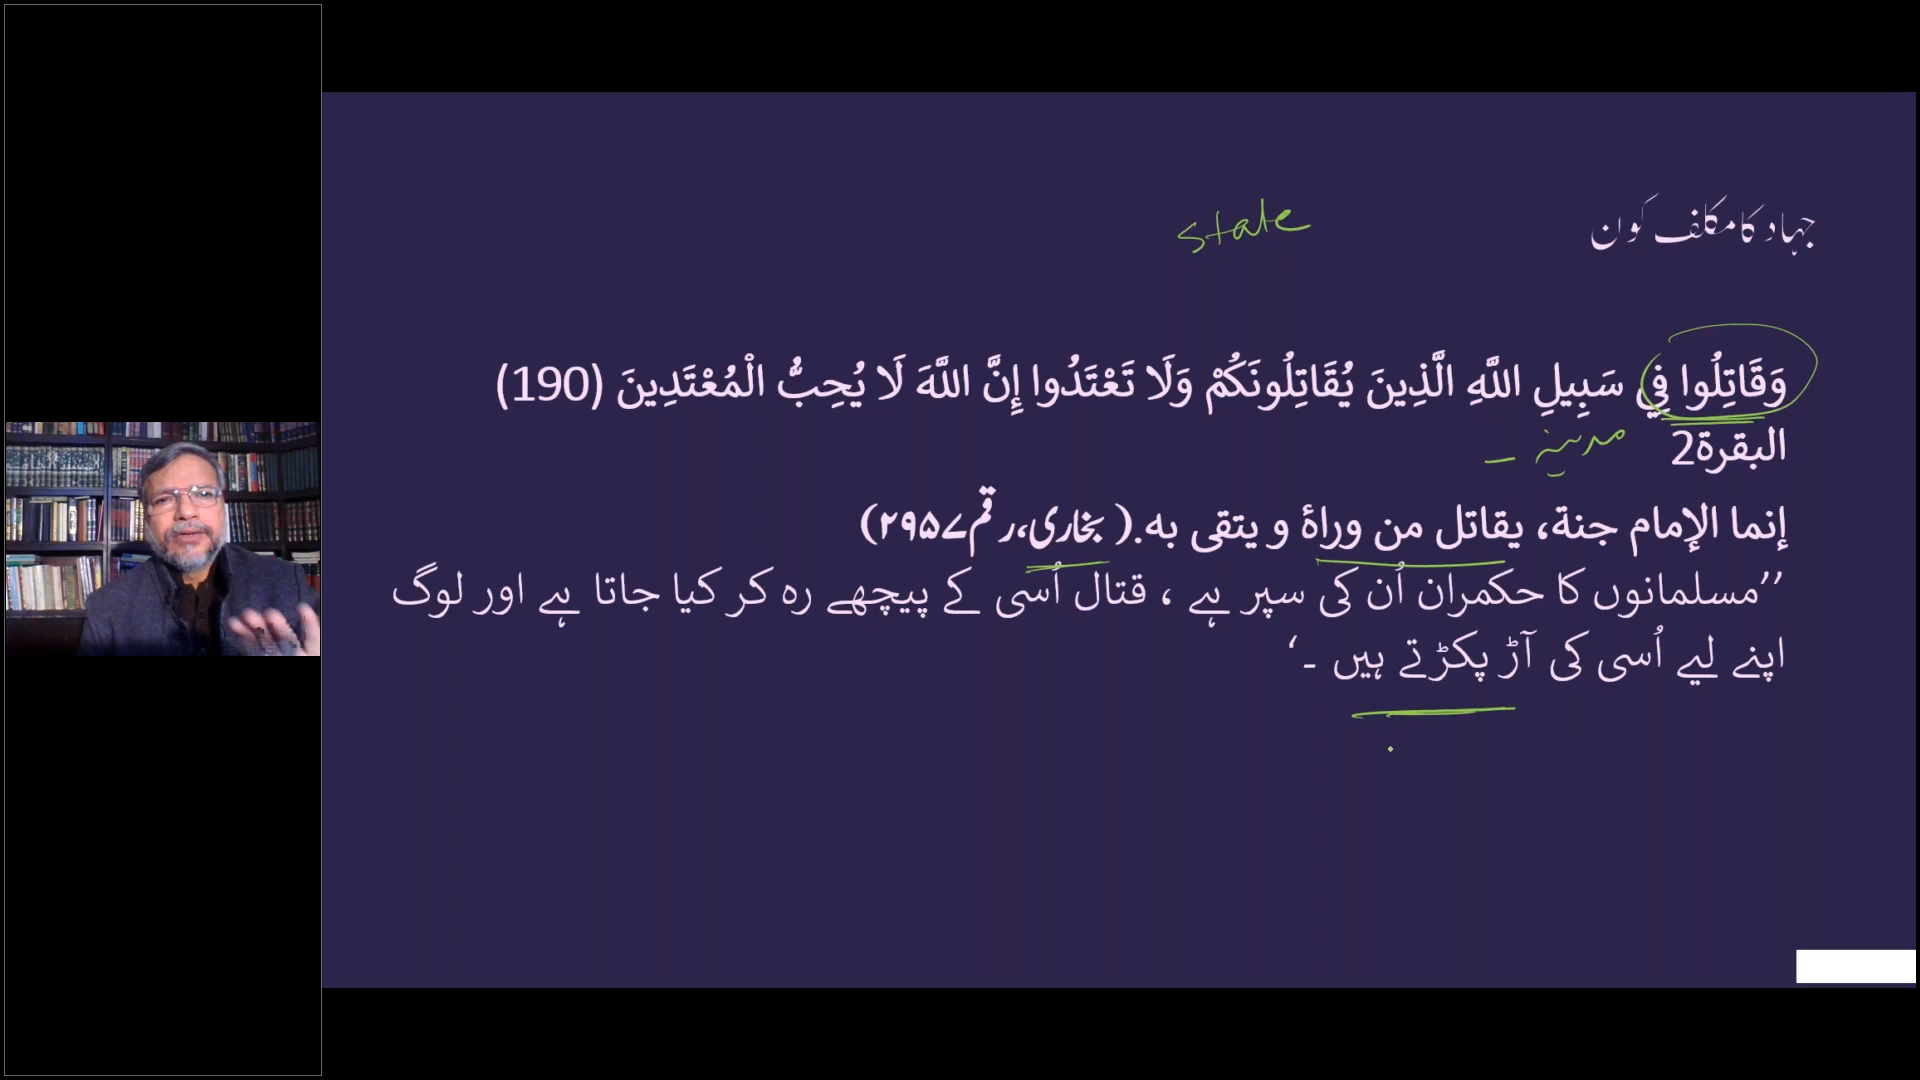 جہاد کا مکلف کون
state
وَقَاتِلُوا فِي سَبِيلِ اللَّهِ الَّذِينَ يُقَاتِلُونَكُمْ وَلَا تَعْتَدُوا إِنَّ اللَّهَ لَا يُحِبُّ الْمُعْتَدِينَ (190)
البقرة2 مدینہ -
إنما الإمام جنة، يقاتل من وراۂ و يتقى به.( بخاری،رقم۲۹۵۷)
’’مسلمانوں کا حکمران اُن کی سپر ہے ، قتال اُسی کے پیچھے رہ کر کیا جاتا ہے اور لوگ
اپنے لیے اُسی کی آڑ پکڑتے ہیں ۔‘